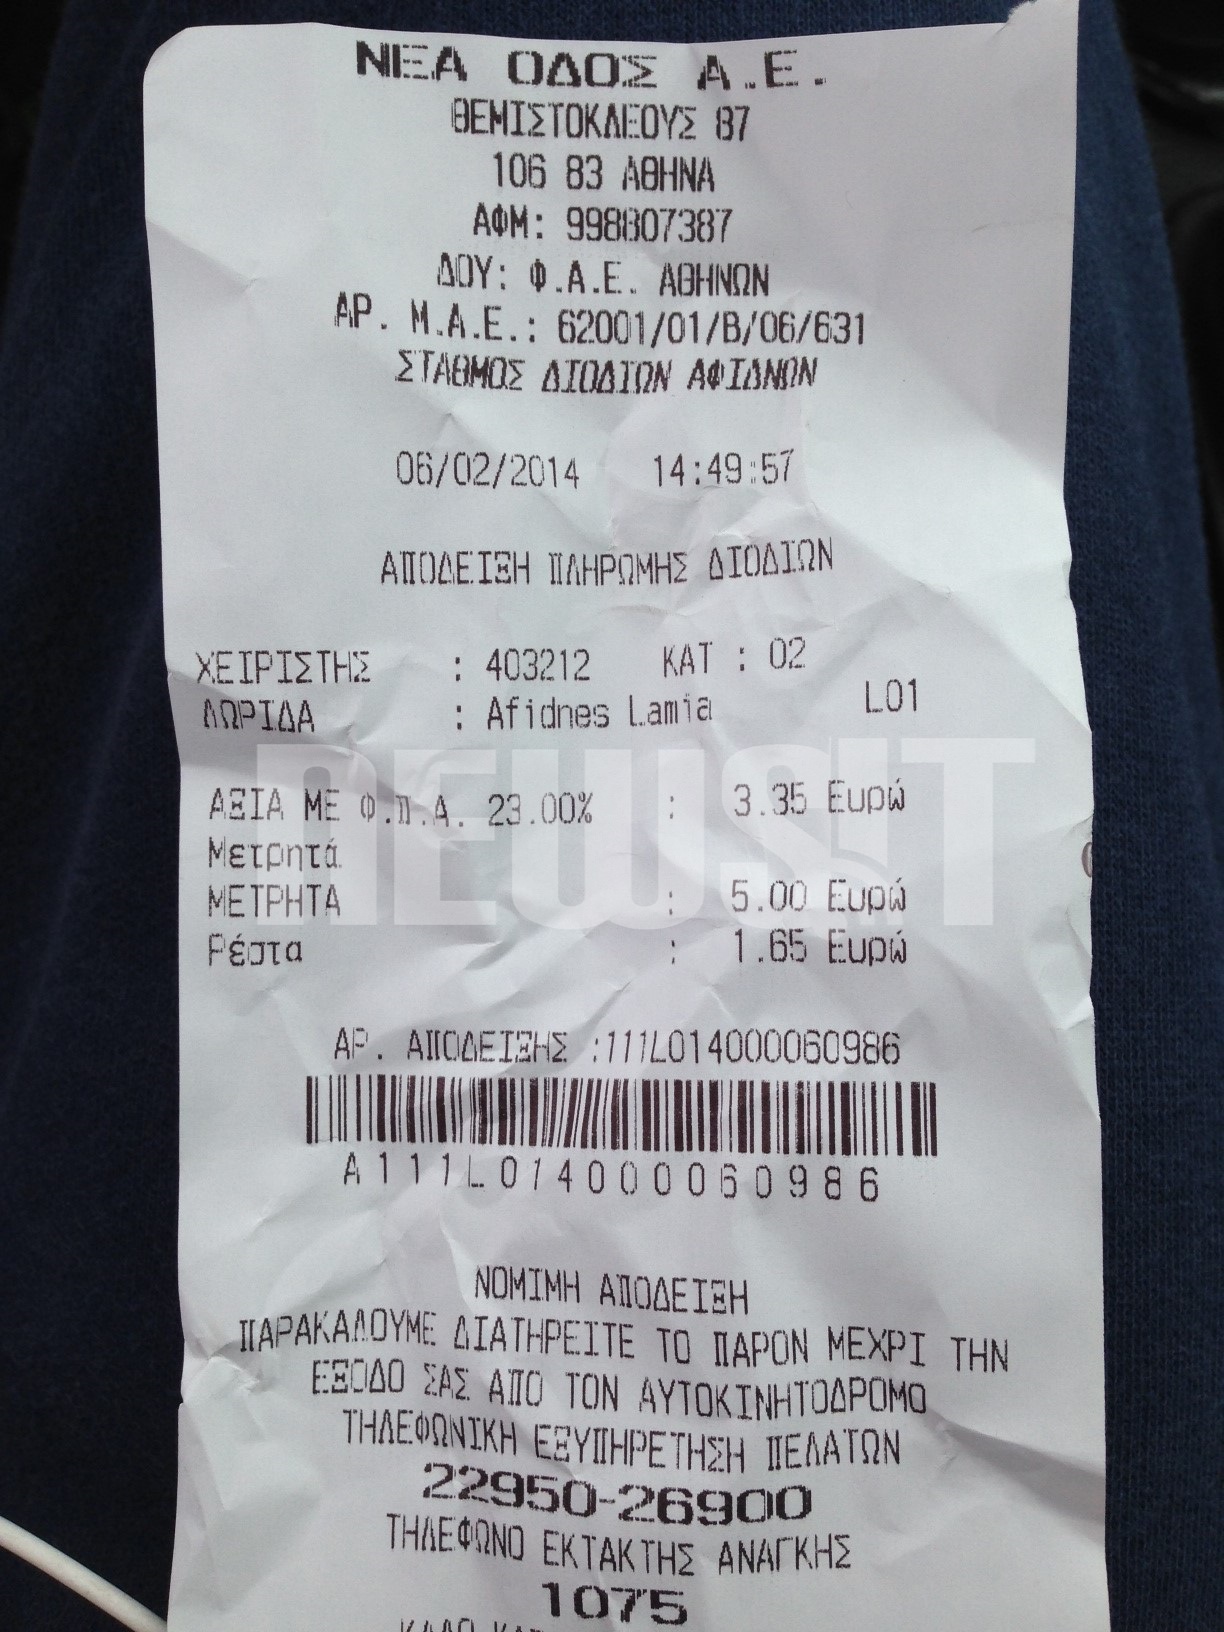 ΝΕΑ ΟΔΟΣ Α.Ε.
ΘΕΜΙΣΤΟΚΛΕΟΥΣ 87
106 83 ΑΘΗΝΑ
ΑΦΜ: 998807387
ΔΟΥ: Φ.Α.Ε. ΑΘΗΝΩΝ
ΑΡ. Μ.Α.Ε.: 62001/01/Β/06/631
ΣΤΑΘΜΟΣ ΔΙΟΔΙΩΝ ΑΦΙΔΝΩΝ
06/02/2014 14:49:57
ΑΠΟΔΕΙΞΗ ΠΛΗΡΩΜΗΣ ΔΙΟΔΙΩΝ
ΧΕΙΡΙΣΤΗΣ : 403212 ΚΑΤ : 02
ΛΩΡΙΔΑ : Afidnes Lamia L01
newsit
ΑΞΙΑ ΜΕ Φ.Π.Α. 23.00% : 3.35 Ευρώ
Μετρητά
ΜΕΤΡΗΤΑ : 5.00 Ευρώ
Ρέστα : 1.65 Ευρώ
ΑΡ. ΑΠΟΔΕΙΞΗΣ :111L014000060986
A111L014000060986
ΝΟΜΙΜΗ ΑΠΟΔΕΙΞΗ
ΠΑΡΑΚΑΛΟΥΜΕ ΔΙΑΤΗΡΕΙΤΕ ΤΟ ΠΑΡΟΝ ΜΕΧΡΙ ΤΗΝ
ΕΞΟΔΟ ΣΑΣ ΑΠΟ ΤΟΝ ΑΥΤΟΚΙΝΗΤΟΔΡΟΜΟ
ΤΗΛΕΦΩΝΙΚΗ ΕΞΥΠΗΡΕΤΗΣΗ ΠΕΛΑΤΩΝ
22950-26900
ΤΗΛΕΦΩΝΟ ΕΚΤΑΚΤΗΣ ΑΝΑΓΚΗΣ
1075